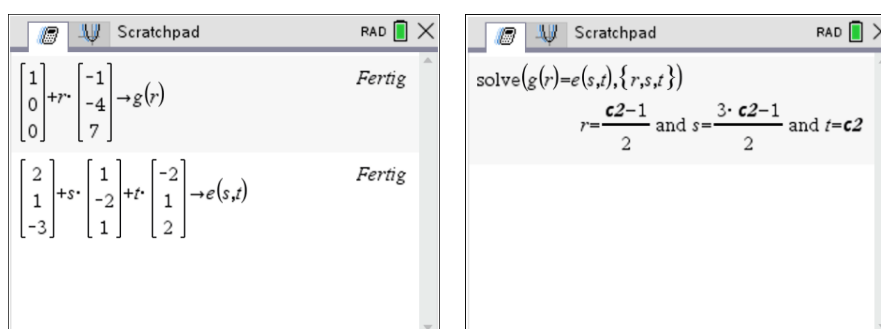 Scratchpad RAD
[1 0 0]+r·[-1 -4 7]→g(r) Fertig
[2 1 -3]+s·[1 -2 1]+t·[-2 1 2]→e(s,t) Fertig
Scratchpad RAD
solve(g(r)=e(s,t),{r,s,t})
r=(c2-1)/2 and s=(3·c2-1)/2 and t=c2